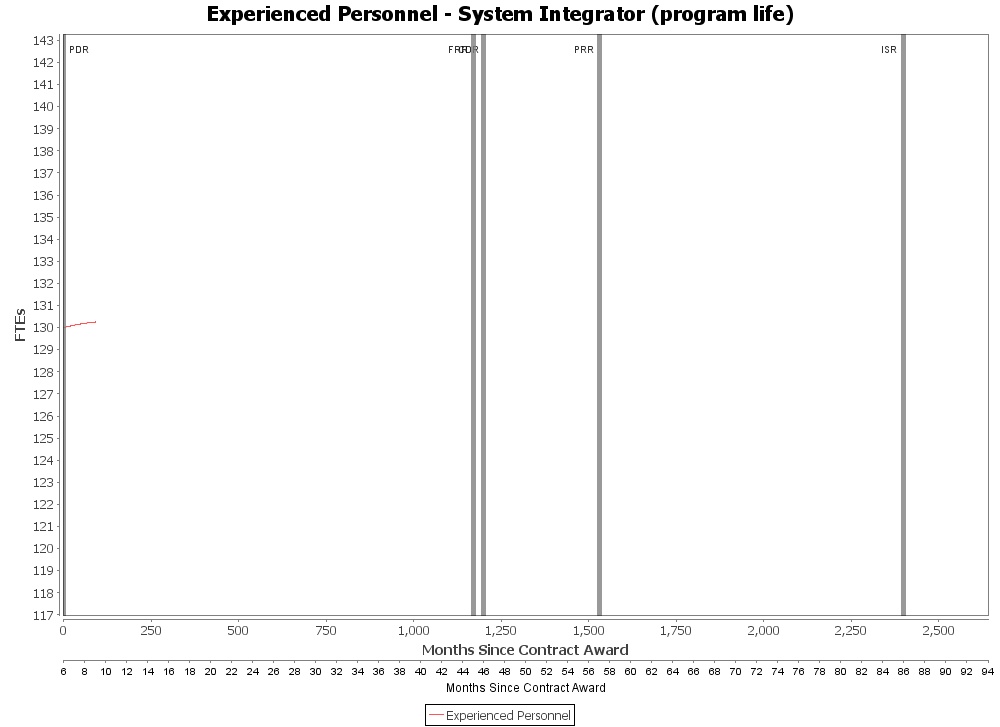 Experienced Personnel - System Integrator (program life)
143
142
141
140
139
138
137
136
135
134
133
132
131
130
129
128
127
126
125
124
123
122
121
120
119
118
117
FTEs
PDR
FRR
CDR
PRR
ISR
0 250 500 750 1,000 1,250 1,500 1,750 2,000 2,250 2,500
Months Since Contract Award
6 8 10 12 14 16 18 20 22 24 26 28 30 32 34 36 38 40 42 44 46 48 50 52 54 56 58 60 62 64 66 68 70 72 74 76 78 80 82 84 86 88 90 92 94
Months Since Contract Award
Experienced Personnel